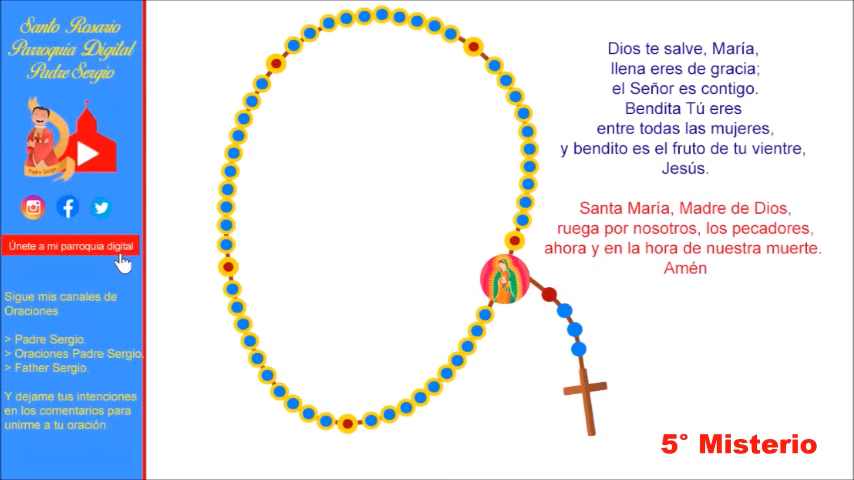 Santo Rosario
Parroquia Digital
Padre Sergio
Padre Sergio
Únete a mi parroquia digital
Sigue mis canales de
Oraciones
> Padre Sergio.
> Oraciones Padre Sergio.
> Father Sergio.
Y dejame tus intenciones
en los comentarios para
unirme a tu oración.
Dios te salve, María,
llena eres de gracia;
el Señor es contigo.
Bendita Tú eres
entre todas las mujeres,
y bendito es el fruto de tu vientre,
Jesús.
Santa María, Madre de Dios,
ruega por nosotros, los pecadores,
ahora y en la hora de nuestra muerte.
Amén
5° Misterio